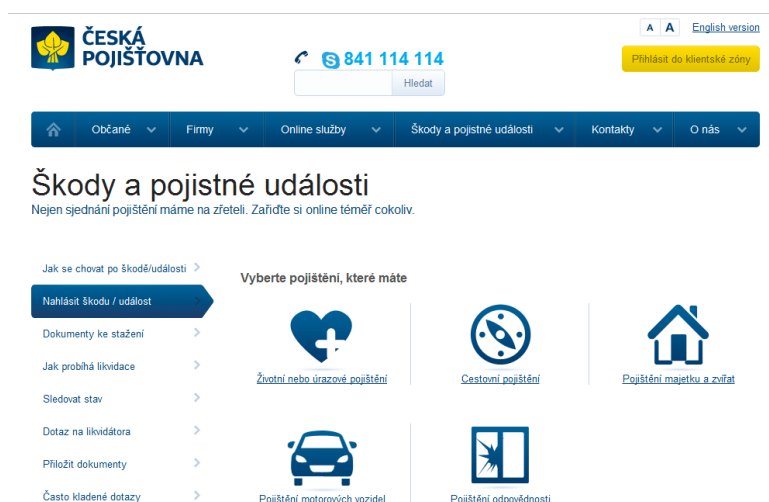 ČESKÁ
POJIŠŤOVNA
841 114 114
Hledat
A A English version
Přihlásit do klientské zóny
Občané Firmy Online služby Škody a pojistné události Kontakty O nás
Škody a pojistné události
Nejen sjednání pojištění máme na zřeteli. Zařiďte si online téměř cokoliv.
Jak se chovat po škodě/události
Nahlásit škodu / událost
Dokumenty ke stažení
Jak probíhá likvidace
Sledovat stav
Dotaz na likvidátora
Přiložit dokumenty
Často kladené dotazy
Vyberte pojištění, které máte
Životní nebo úrazové pojištění Cestovní pojištění Pojištění majetku a zvířat
Pojištění motorových vozidel Pojištění odpovědnosti